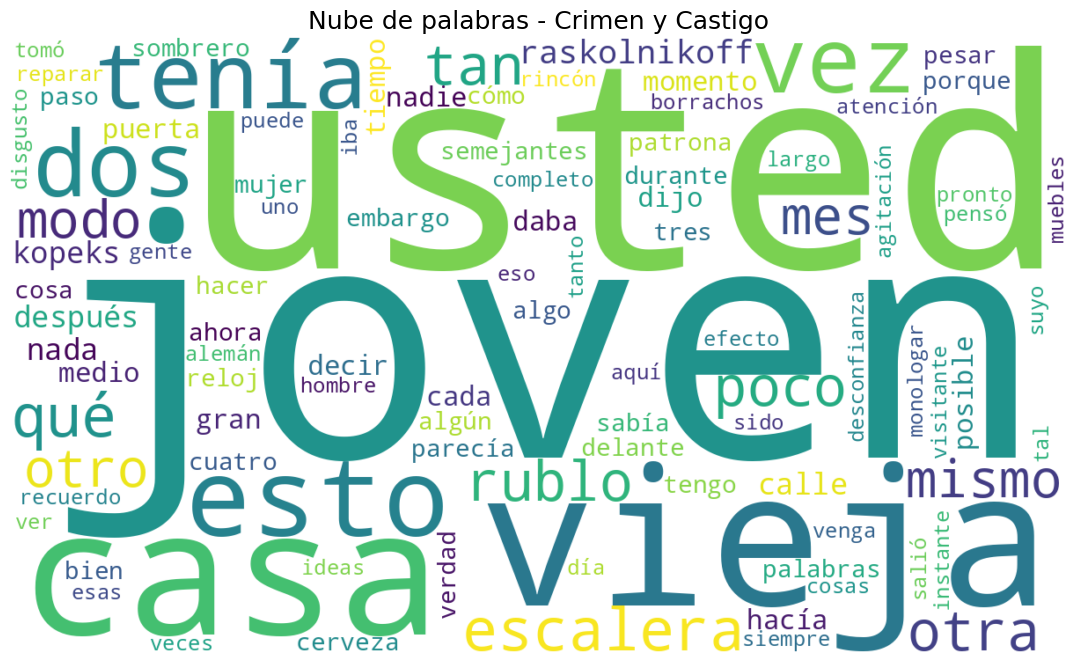 Nube de palabras - Crimen y Castigo
tomó
sombrero
tenía
tiempo
tan
raskolnikoff
vez
pesar
reparar
rincón
momento
porque
paso
nadie
cómo
borrachos
atención
disgusto
puerta
puede
iba
usted
semejantes
patrona
largo
dos
mujer
completo
durante
agitación
pronto
muebles
uno
dijo
pensó
modo
embargo
daba
mes
kopeks
gente
tres
tanto
eso
cosa
hacer
joven
algo
suyo
después
ahora
efecto
desconfianza
nada
alemán
decir
medio
reloj
hombre
aquí
poco
monologar
visitante
posible
qué
gran
cada
algún
sabía
sido
tal
parecía
delante
otro
cuatro
rublo
tengo
calle
mismo
recuerdo
esto
ver
vieja
venga
casa
verdad
salió
instante
bien
ideas
día
palabras
esas
cosas
veces
cerveza
escalera
hacía
siempre
otra